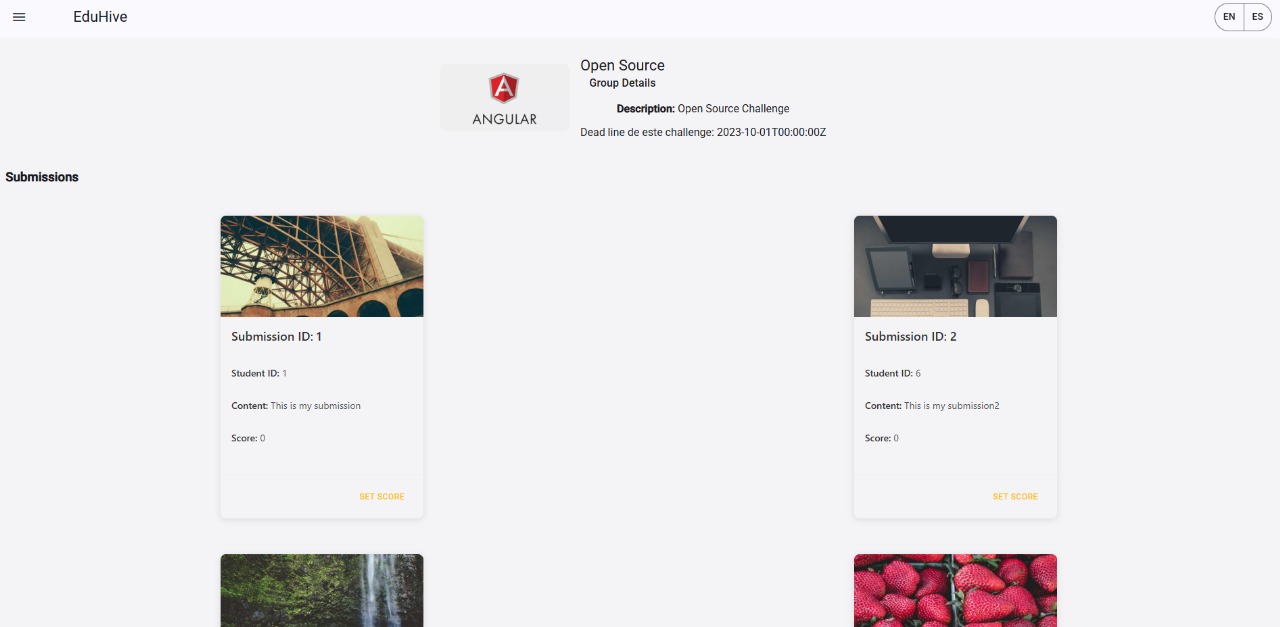 EduHive
EN ES
ANGULAR
Open Source
Group Details
Description: Open Source Challenge
Dead line de este challenge: 2023-10-01T00:00:00Z
Submissions
Submission ID: 1
Student ID: 1
Content: This is my submission
Score: 0
SET SCORE
Submission ID: 2
Student ID: 6
Content: This is my submission2
Score: 0
SET SCORE